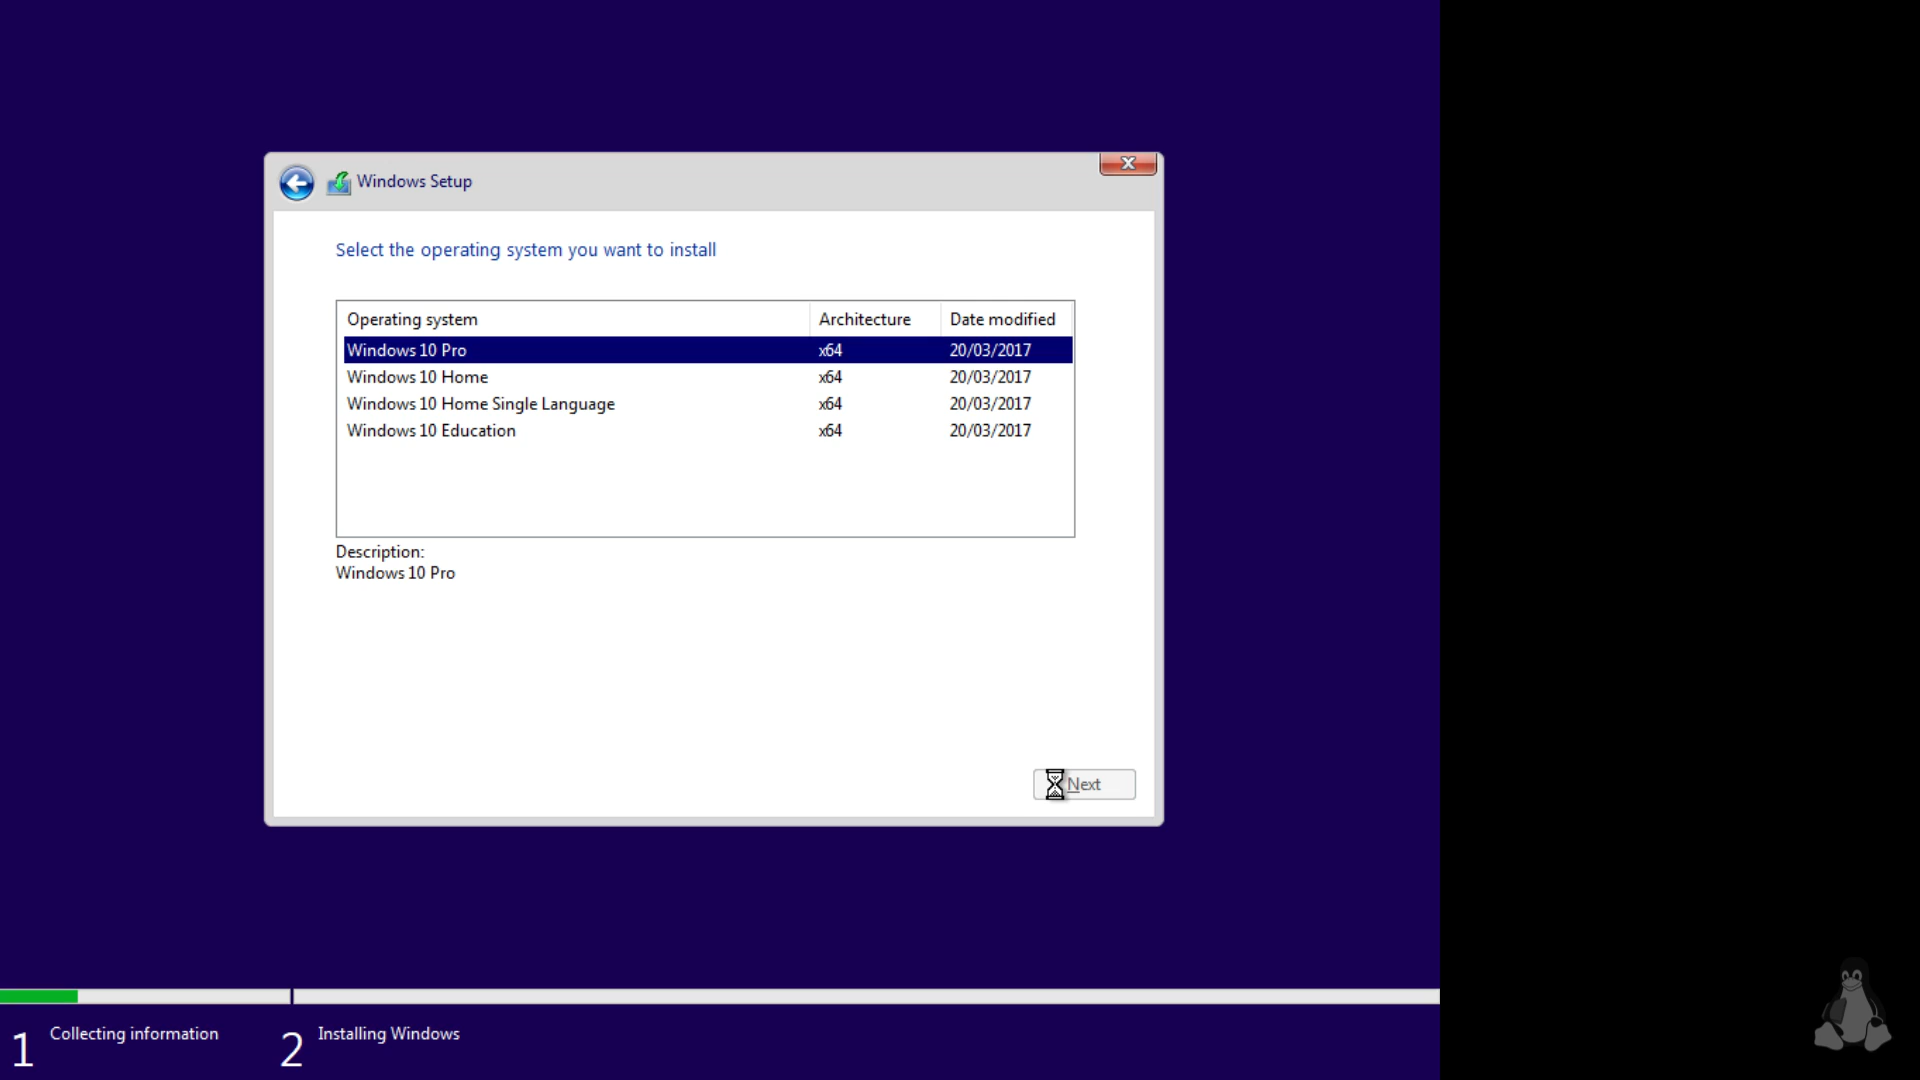 Windows Setup
Select the operating system you want to install
Operating system Architecture Date modified
Windows 10 Pro x64 20/03/2017
Windows 10 Home x64 20/03/2017
Windows 10 Home Single Language x64 20/03/2017
Windows 10 Education x64 20/03/2017
Description:
Windows 10 Pro
Next
1 Collecting information 2 Installing Windows